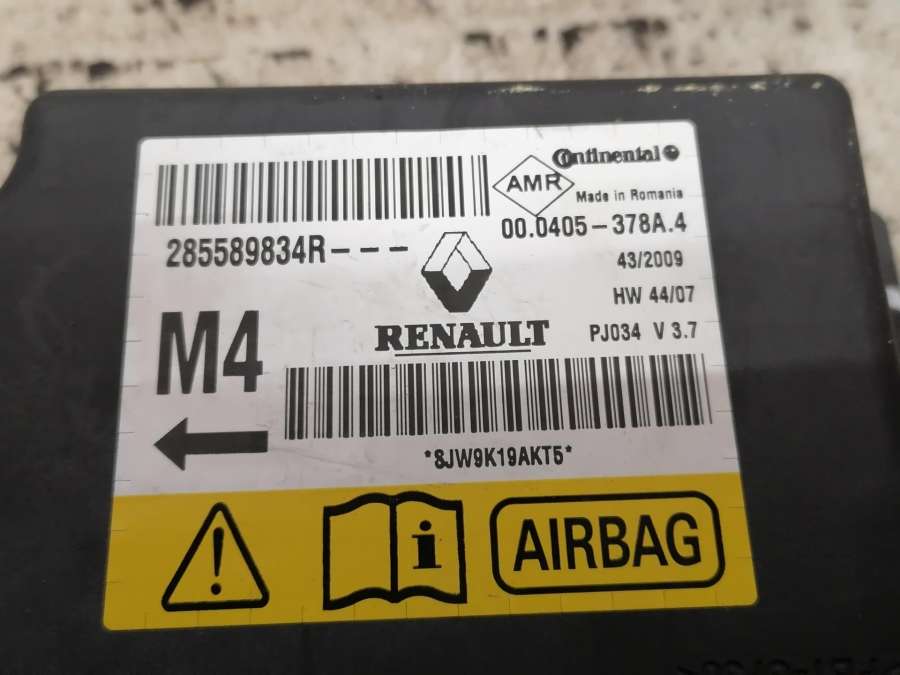 Continental
AMR
Made in Romania
285589834R---
00.0405-378A.4
43/2009
HW 44/07
M4
RENAULT
PJ034 V 3.7
*8JW9K19AKT5*
i
AIRBAG